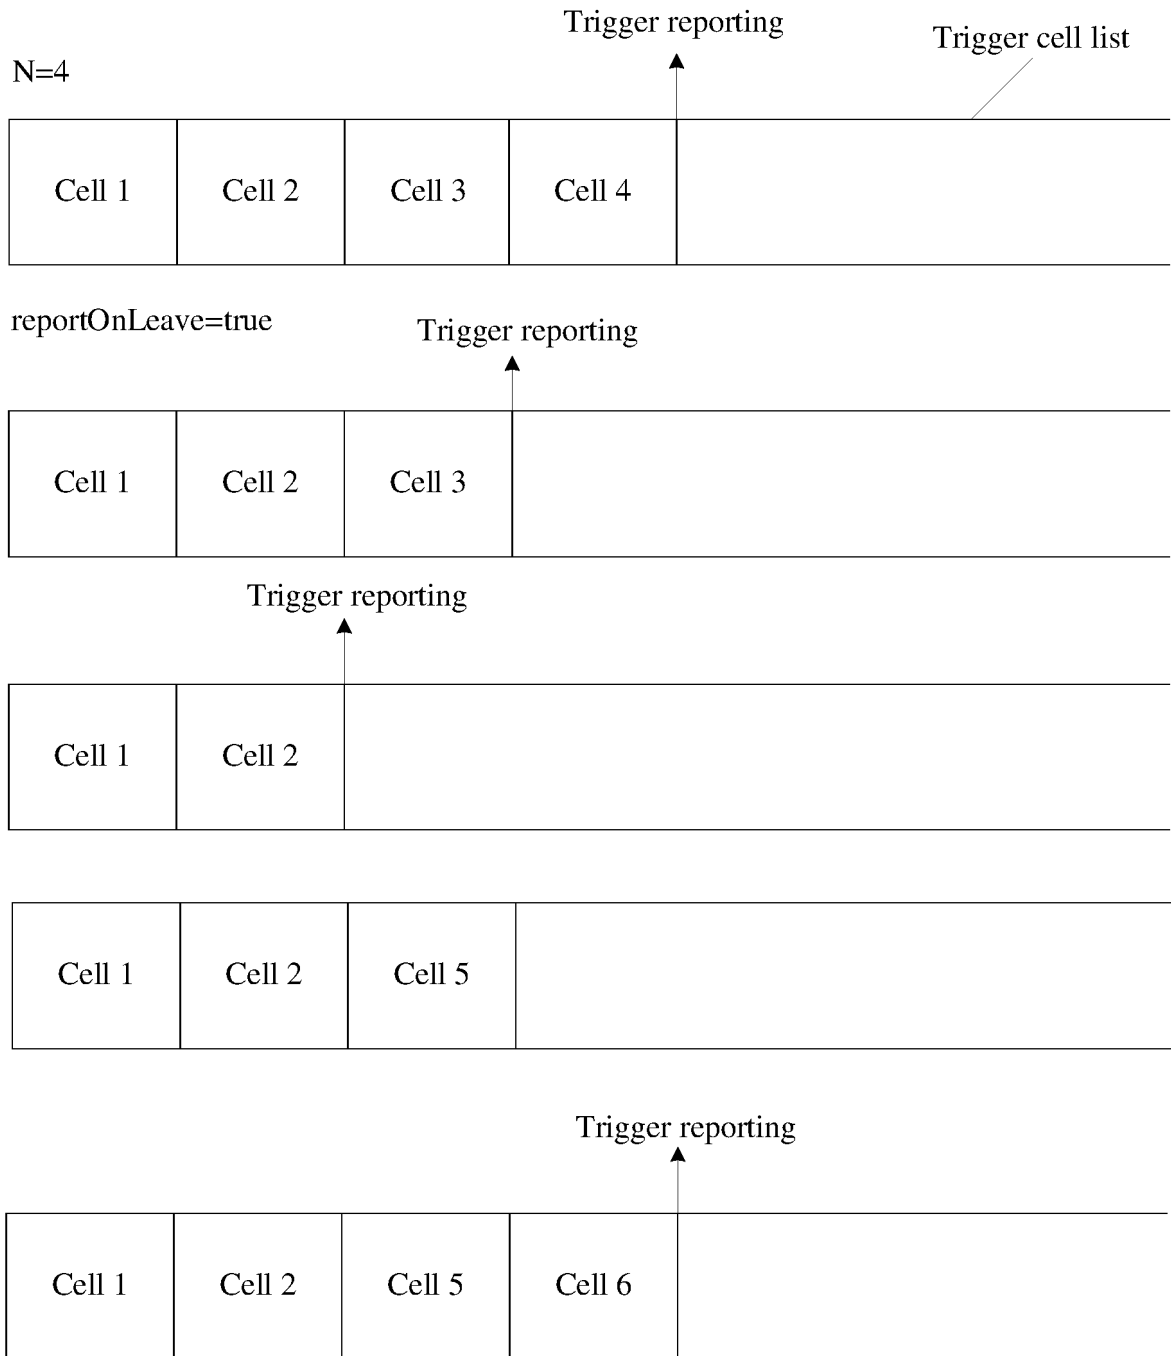 Trigger reporting
Trigger cell list
N=4
Cell 1 Cell 2 Cell 3 Cell 4
reportOnLeave=true
Trigger reporting
Cell 1 Cell 2 Cell 3
Trigger reporting
Cell 1 Cell 2
Cell 1 Cell 2 Cell 5
Trigger reporting
Cell 1 Cell 2 Cell 5 Cell 6